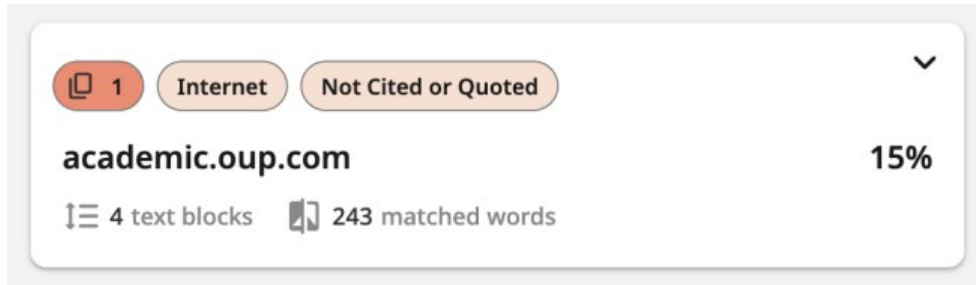 1 Internet Not Cited or Quoted
academic.oup.com 15%
4 text blocks 243 matched words